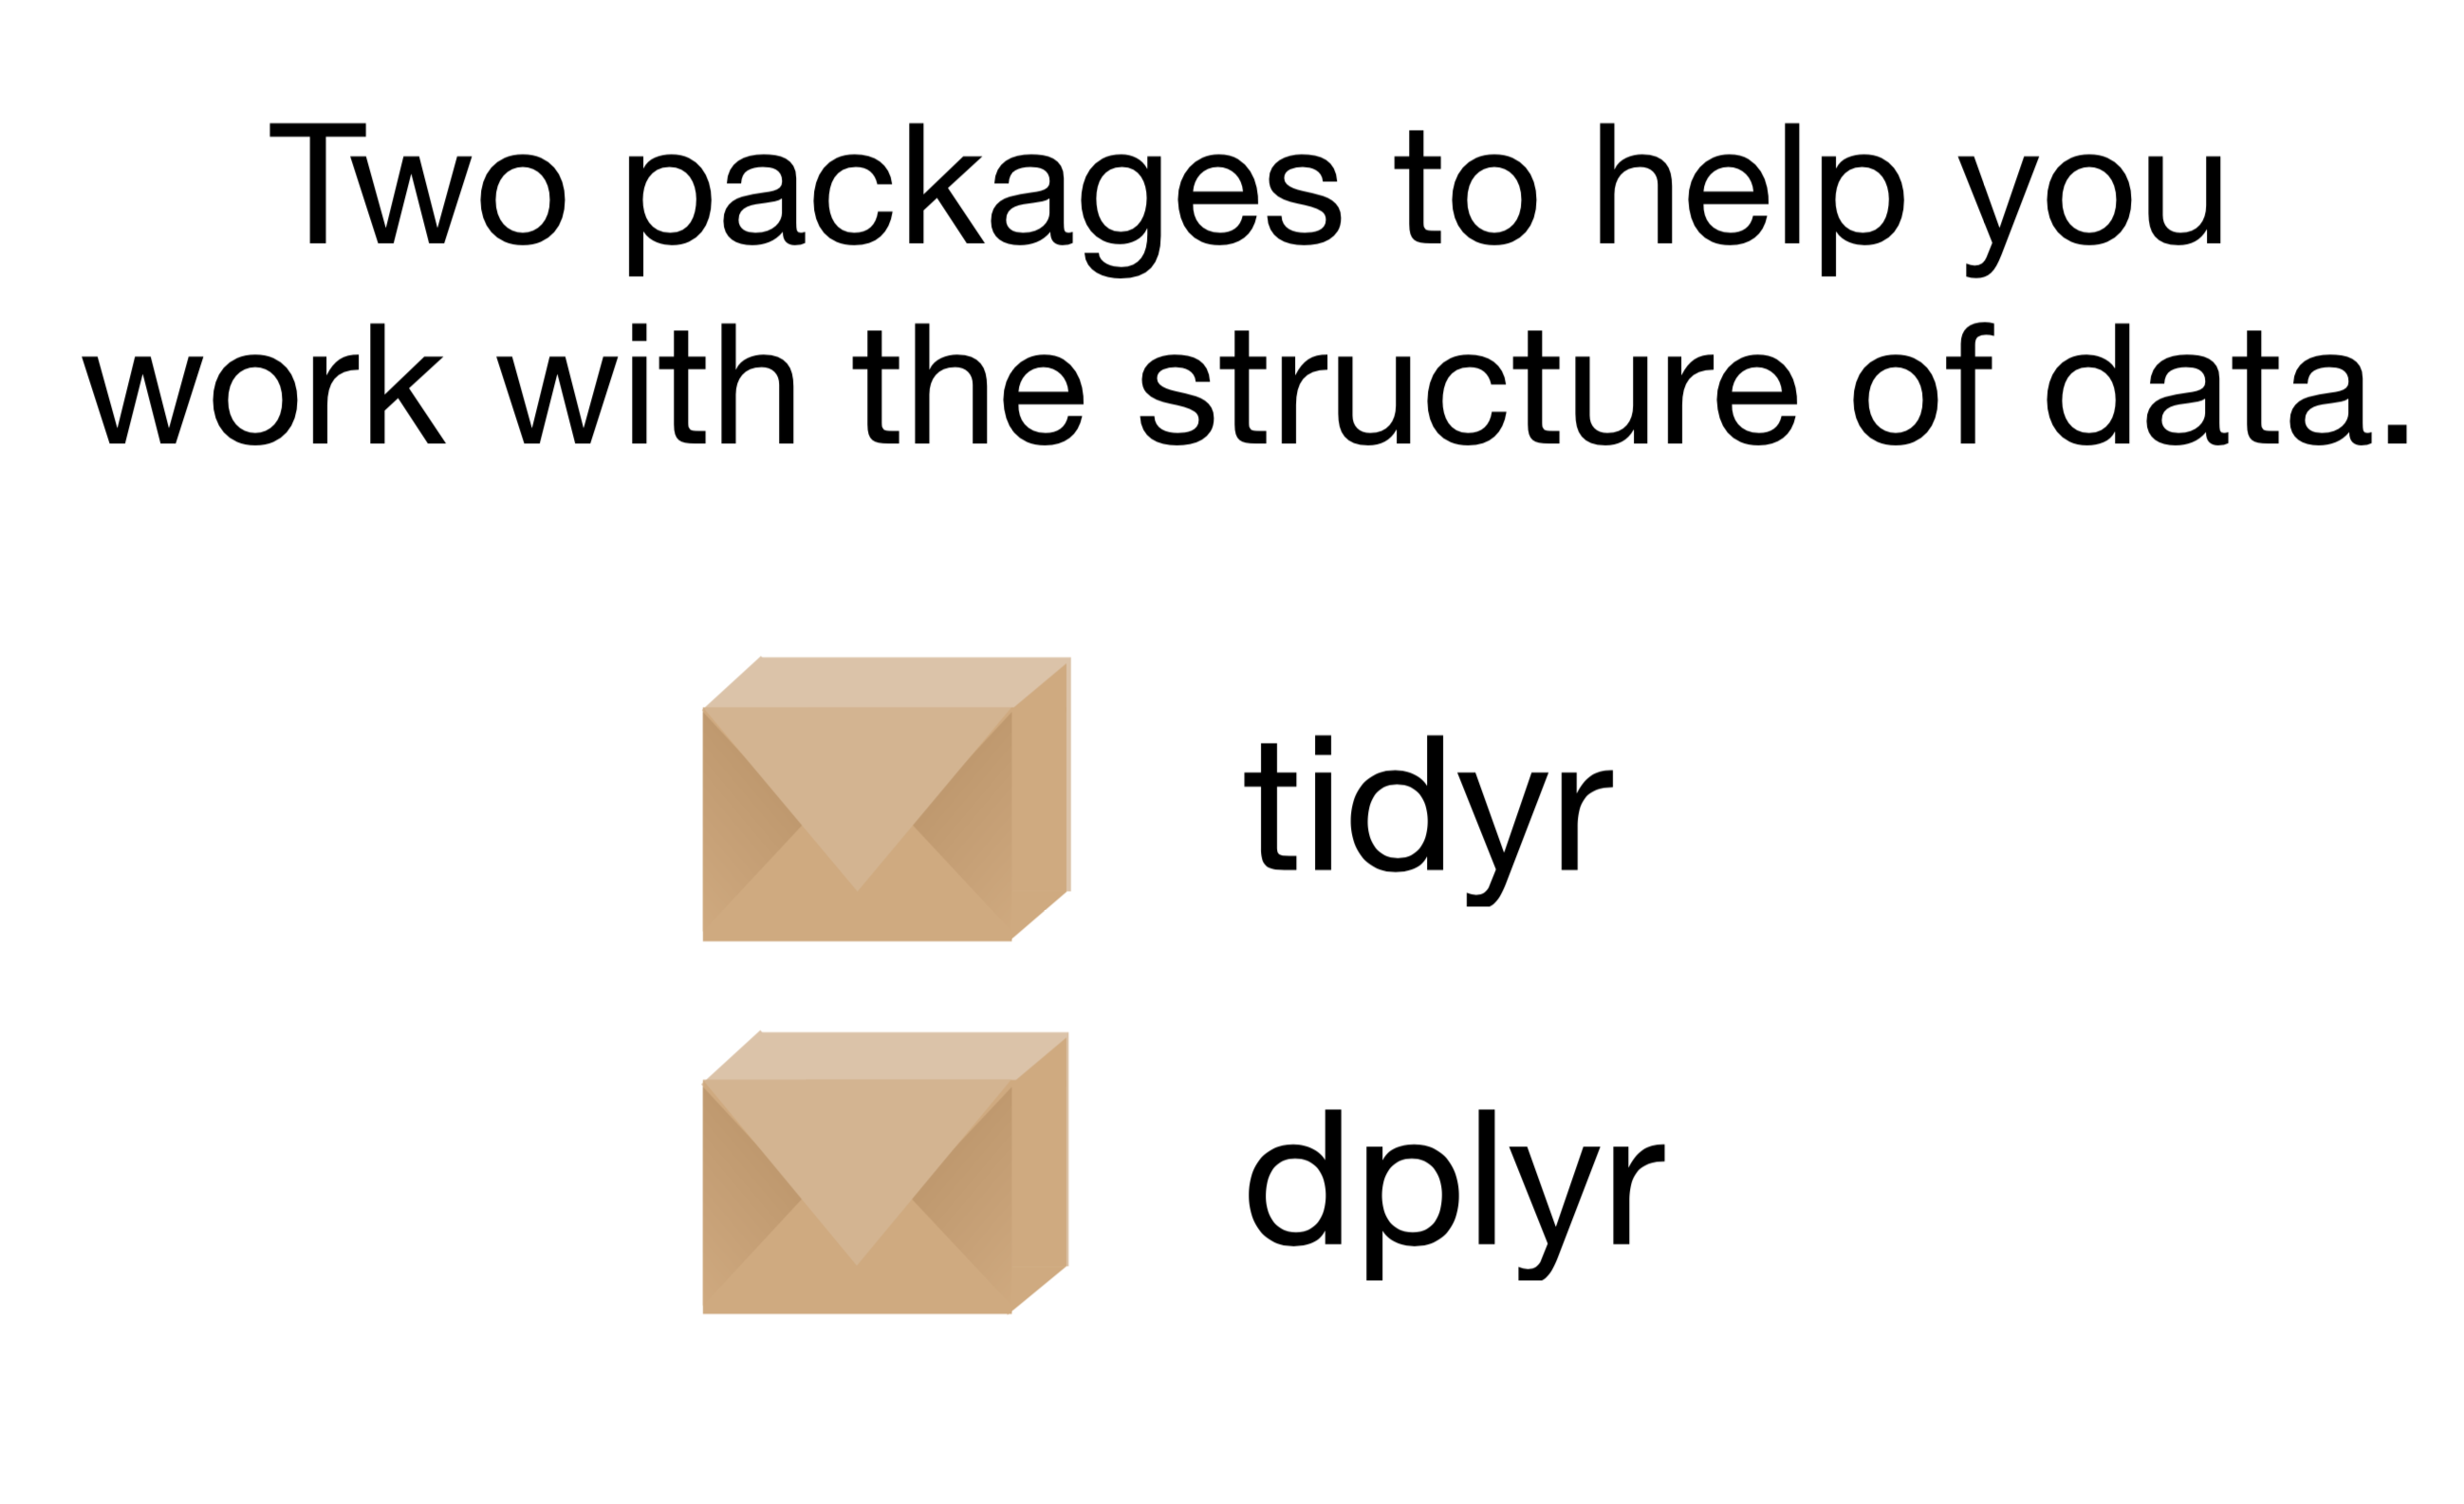 Two packages to help you
work with the structure of data.
tidyr
dplyr